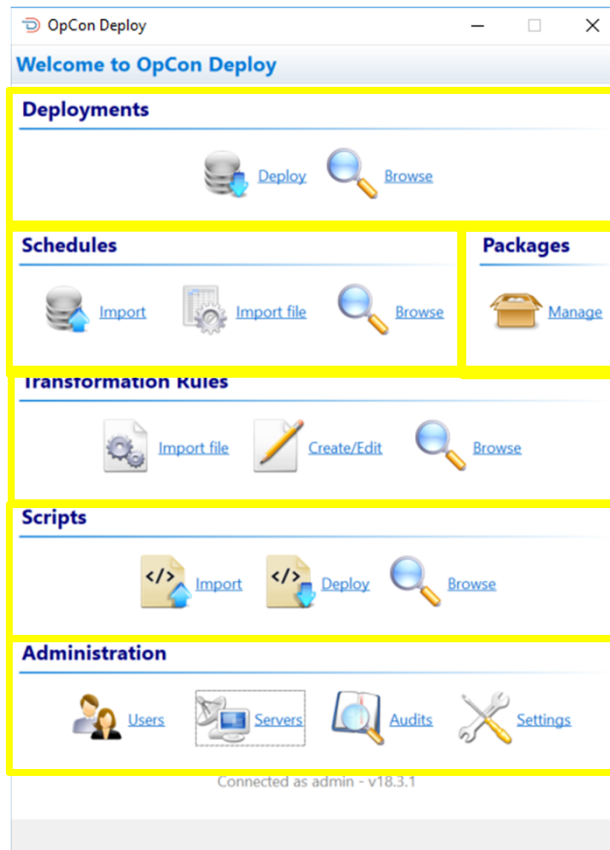 OpCon Deploy
Welcome to OpCon Deploy
Deployments
Deploy Browse
Schedules
Import Import file Browse
Packages
Manage
Transformation Rules
Import file Create/Edit Browse
Scripts
</> Import </> Deploy Browse
Administration
Users Servers Audits Settings
Connected as admin - v18.3.1